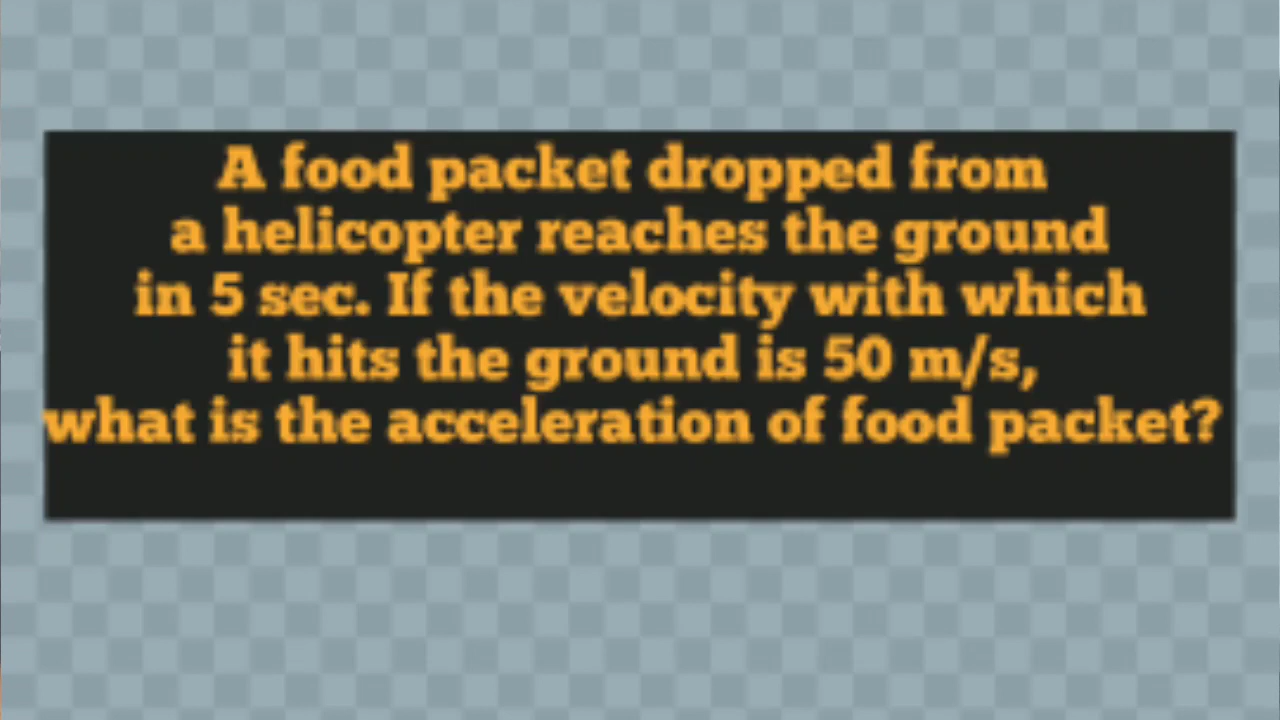 A food packet dropped from
a helicopter reaches the ground
in 5 sec. If the velocity with which
it hits the ground is 50 m/s,
what is the acceleration of food packet?